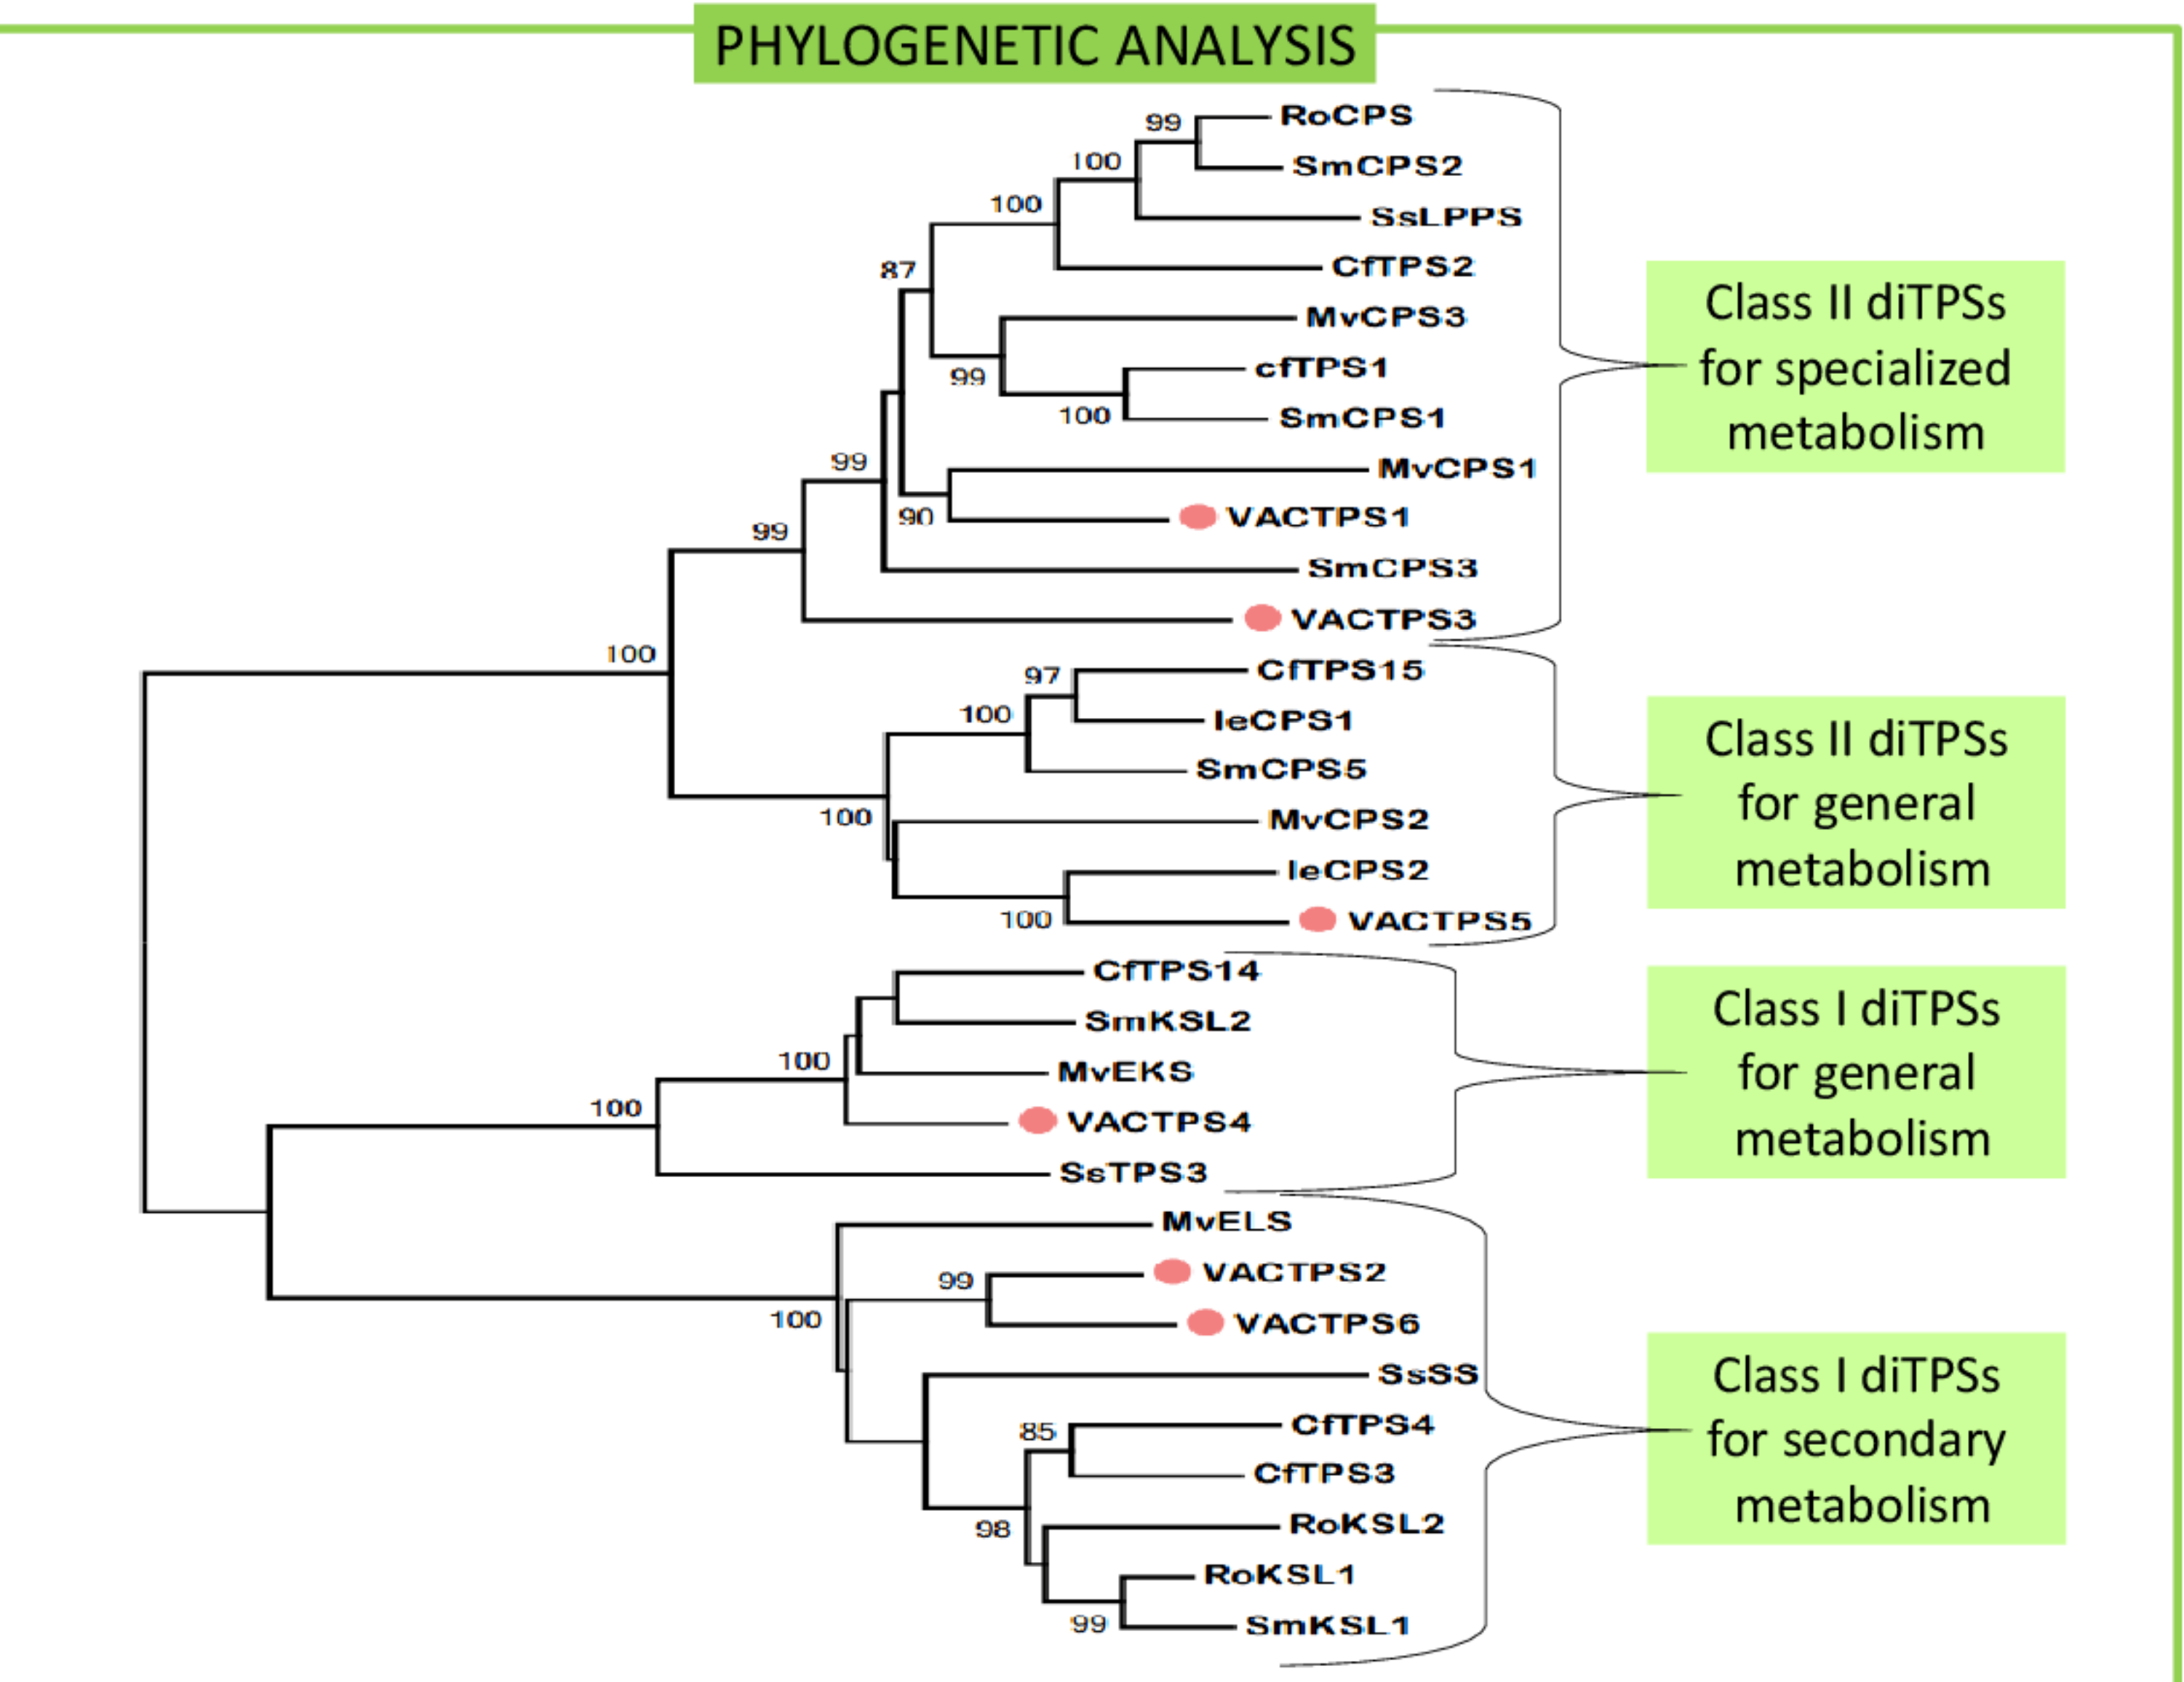 PHYLOGENETIC ANALYSIS
99
RoCPS
SmCPS2
100
SsLPPS
100
CfTPS2
87
MvCPS3
cfTPS1
99
100
SmCPS1
MvCPS1
99
90
VACTPS1
SmCPS3
99
VACTPS3
100
Class II diTPSs
for specialized
metabolism
97
CfTPS15
IeCPS1
100
SmCPS5
MvCPS2
100
IeCPS2
100
VACTPS5
Class II diTPSs
for general
metabolism
CfTPS14
SmKSL2
100
MvEKS
100
VACTPS4
SsTPS3
Class I diTPSs
for general
metabolism
MvELS
99
VACTPS2
100
VACTPS6
SsSS
85
CfTPS4
CfTPS3
98
RoKSL2
RoKSL1
99
SmKSL1
Class I diTPSs
for secondary
metabolism